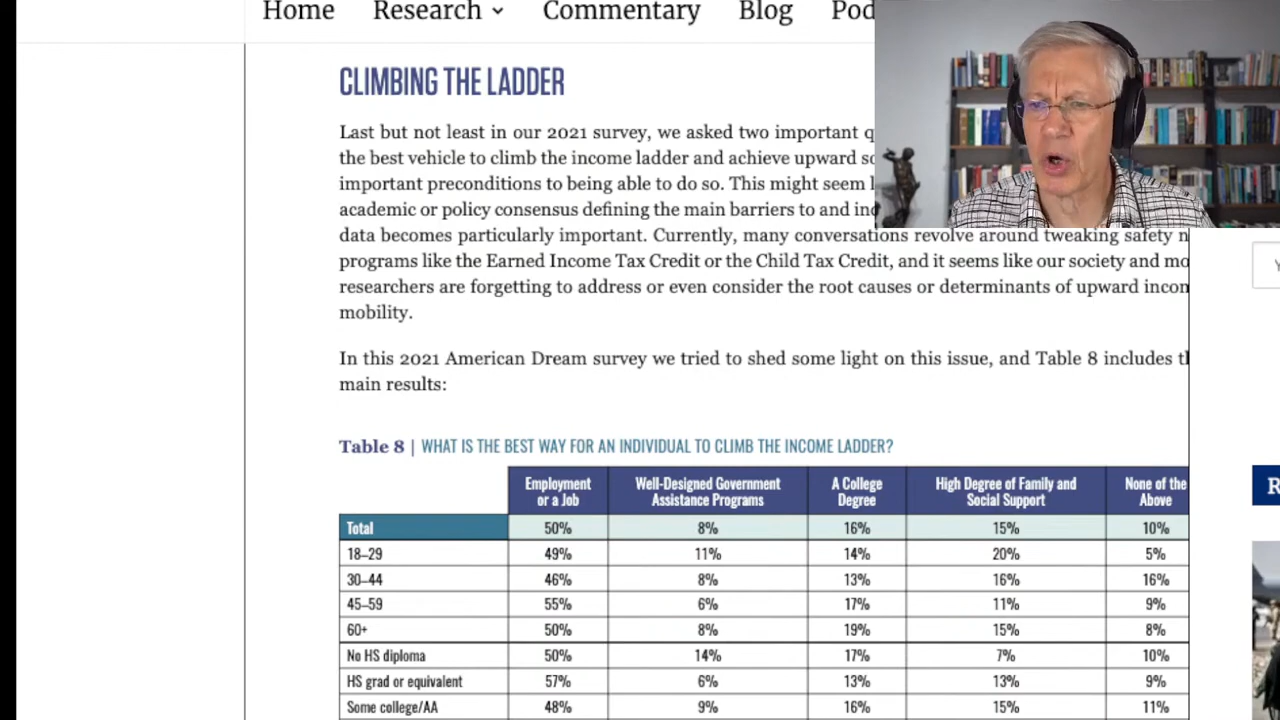 Home Research Commentary Blog Pod
CLIMBING THE LADDER
Last but not least in our 2021 survey, we asked two important q
the best vehicle to climb the income ladder and achieve upward so
important preconditions to being able to do so. This might seem l
academic or policy consensus defining the main barriers to and in
data becomes particularly important. Currently, many conversations revolve around tweaking safety n
programs like the Earned Income Tax Credit or the Child Tax Credit, and it seems like our society and mo
researchers are forgetting to address or even consider the root causes or determinants of upward incom
mobility.
In this 2021 American Dream survey we tried to shed some light on this issue, and Table 8 includes th
main results:
Table 8 | WHAT IS THE BEST WAY FOR AN INDIVIDUAL TO CLIMB THE INCOME LADDER?
Employment or a Job Well-Designed Government Assistance Programs A College Degree High Degree of Family and Social Support None of the Above
Total 50% 8% 16% 15% 10%
18–29 49% 11% 14% 20% 5%
30–44 46% 8% 13% 16% 16%
45–59 55% 6% 17% 11% 9%
60+ 50% 8% 19% 15% 8%
No HS diploma 50% 14% 17% 7% 10%
HS grad or equivalent 57% 6% 13% 13% 9%
Some college/AA 48% 9% 16% 15% 11%
Y
R